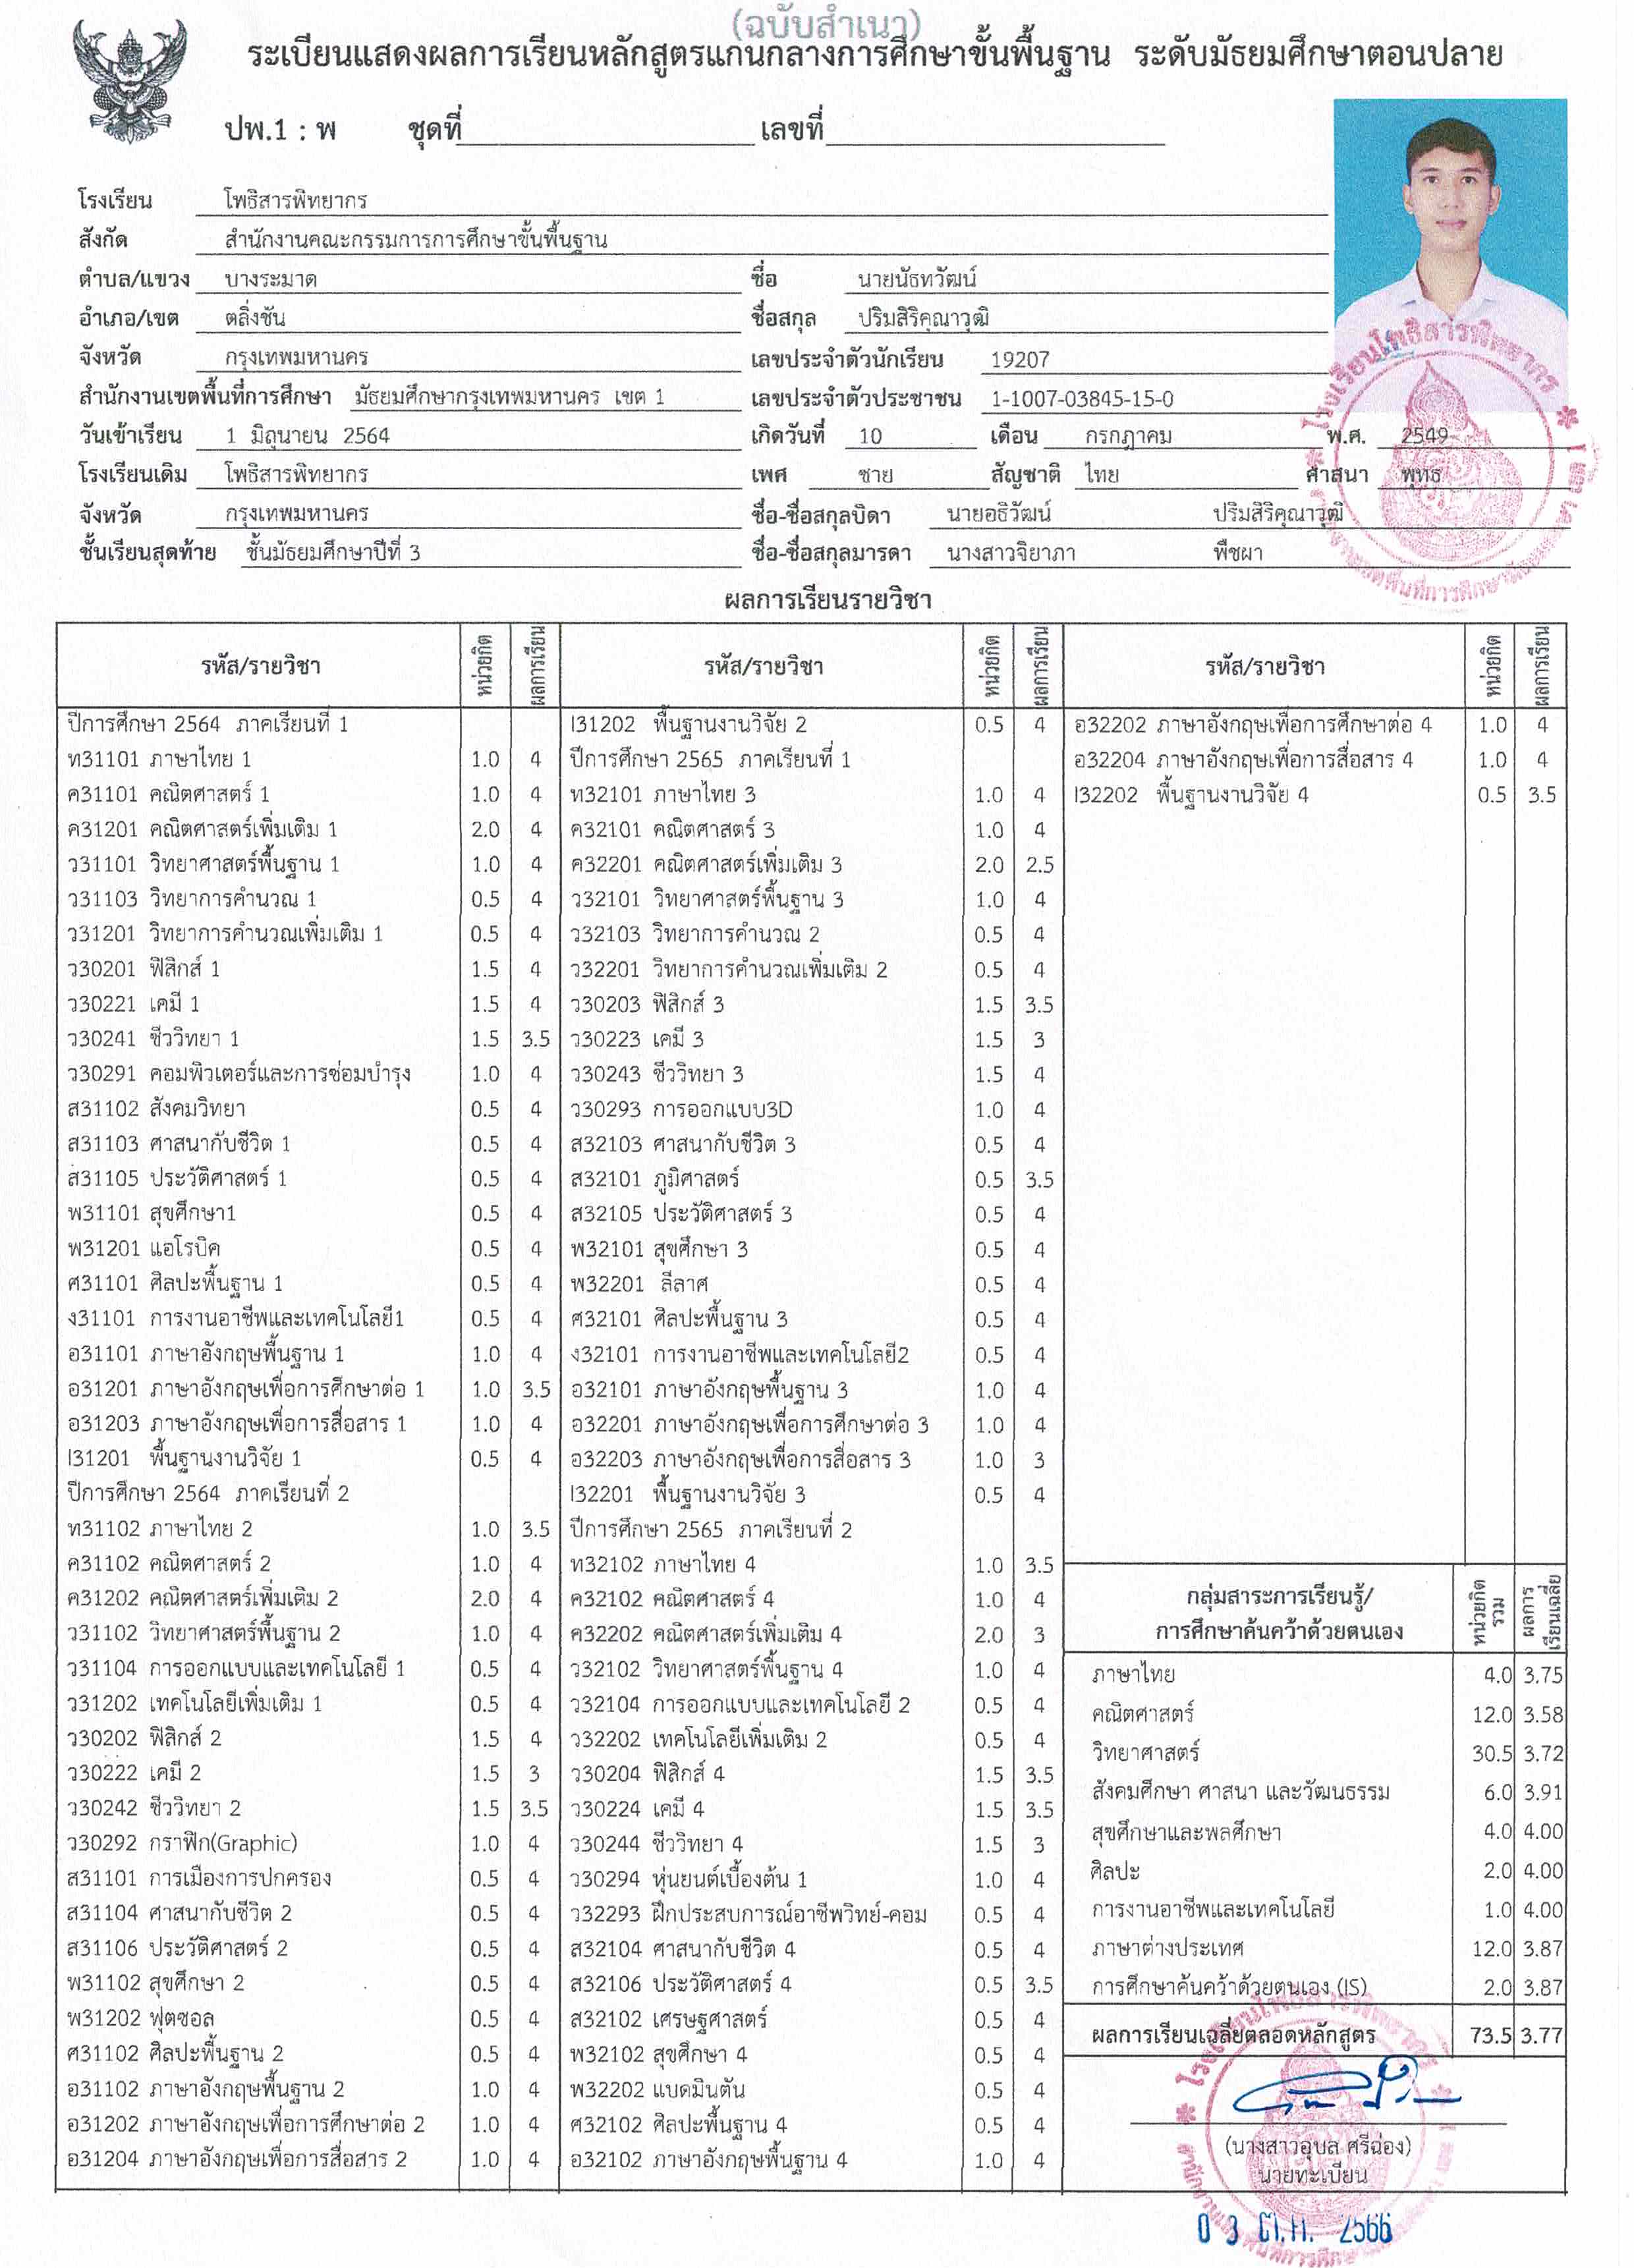 (ฉบับสำเนา)
ระเบียนแสดงผลการเรียนหลักสูตรแกนกลางการศึกษาขั้นพื้นฐาน ระดับมัธยมศึกษาตอนปลาย
ปพ.1 : พ ชุดที่ เลขที่
โรงเรียน โพธิสารพิทยากร
สังกัด สำนักงานคณะกรรมการการศึกษาขั้นพื้นฐาน
ตำบล/แขวง บางระมาด ชื่อ นายนัธทวัฒน์
อำเภอ/เขต ตลิ่งชัน ชื่อสกุล ปริมสิริคุณาวุฒิ
จังหวัด กรุงเทพมหานคร เลขประจำตัวนักเรียน 19207
สำนักงานเขตพื้นที่การศึกษา มัธยมศึกษากรุงเทพมหานคร เขต 1 เลขประจำตัวประชาชน 1-1007-03845-15-0
วันเข้าเรียน 1 มิถุนายน 2564 เกิดวันที่ 10 เดือน กรกฎาคม พ.ศ. 2549
โรงเรียนเดิม โพธิสารพิทยากร เพศ ชาย สัญชาติ ไทย ศาสนา พุทธ
จังหวัด กรุงเทพมหานคร ชื่อ-ชื่อสกุลบิดา นายอธิวัฒน์ ปริมสิริคุณาวุฒิ
ชั้นเรียนสุดท้าย ชั้นมัธยมศึกษาปีที่ 3 ชื่อ-ชื่อสกุลมารดา นางสาวจิยาภา พืชผา
โรงเรียนโพธิสารพิทยากร
ผลการเรียนรายวิชา
รหัส/รายวิชา หน่วยกิต ผลการเรียน
ปีการศึกษา 2564 ภาคเรียนที่ 1
ท31101 ภาษาไทย 1 1.0 4
ค31101 คณิตศาสตร์ 1 1.0 4
ค31201 คณิตศาสตร์เพิ่มเติม 1 2.0 4
ว31101 วิทยาศาสตร์พื้นฐาน 1 1.0 4
ว31103 วิทยาการคำนวณ 1 0.5 4
ว31201 วิทยาการคำนวณเพิ่มเติม 1 0.5 4
ว30201 ฟิสิกส์ 1 1.5 4
ว30221 เคมี 1 1.5 4
ว30241 ชีววิทยา 1 1.5 3.5
ว30291 คอมพิวเตอร์และการซ่อมบำรุง 1.0 4
ส31102 สังคมวิทยา 0.5 4
ส31103 ศาสนากับชีวิต 1 0.5 4
ส31105 ประวัติศาสตร์ 1 0.5 4
พ31101 สุขศึกษา1 0.5 4
พ31201 แอโรบิค 0.5 4
ศ31101 ศิลปะพื้นฐาน 1 0.5 4
ง31101 การงานอาชีพและเทคโนโลยี1 0.5 4
อ31101 ภาษาอังกฤษพื้นฐาน 1 1.0 4
อ31201 ภาษาอังกฤษเพื่อการศึกษาต่อ 1 1.0 3.5
อ31203 ภาษาอังกฤษเพื่อการสื่อสาร 1 1.0 4
I31201 พื้นฐานงานวิจัย 1 0.5 4
ปีการศึกษา 2564 ภาคเรียนที่ 2
ท31102 ภาษาไทย 2 1.0 3.5
ค31102 คณิตศาสตร์ 2 1.0 4
ค31202 คณิตศาสตร์เพิ่มเติม 2 2.0 4
ว31102 วิทยาศาสตร์พื้นฐาน 2 1.0 4
ว31104 การออกแบบและเทคโนโลยี 1 0.5 4
ว31202 เทคโนโลยีเพิ่มเติม 1 0.5 4
ว30202 ฟิสิกส์ 2 1.5 4
ว30222 เคมี 2 1.5 3
ว30242 ชีววิทยา 2 1.5 3.5
ว30292 กราฟิก(Graphic) 1.0 4
ส31101 การเมืองการปกครอง 0.5 4
ส31104 ศาสนากับชีวิต 2 0.5 4
ส31106 ประวัติศาสตร์ 2 0.5 4
พ31102 สุขศึกษา 2 0.5 4
พ31202 ฟุตซอล 0.5 4
ศ31102 ศิลปะพื้นฐาน 2 0.5 4
อ31102 ภาษาอังกฤษพื้นฐาน 2 1.0 4
อ31202 ภาษาอังกฤษเพื่อการศึกษาต่อ 2 1.0 4
อ31204 ภาษาอังกฤษเพื่อการสื่อสาร 2 1.0 4
รหัส/รายวิชา หน่วยกิต ผลการเรียน
I31202 พื้นฐานงานวิจัย 2 0.5 4
ปีการศึกษา 2565 ภาคเรียนที่ 1
ท32101 ภาษาไทย 3 1.0 4
ค32101 คณิตศาสตร์ 3 1.0 4
ค32201 คณิตศาสตร์เพิ่มเติม 3 2.0 2.5
ว32101 วิทยาศาสตร์พื้นฐาน 3 1.0 4
ว32103 วิทยาการคำนวณ 2 0.5 4
ว32201 วิทยาการคำนวณเพิ่มเติม 2 0.5 4
ว30203 ฟิสิกส์ 3 1.5 3.5
ว30223 เคมี 3 1.5 3
ว30243 ชีววิทยา 3 1.5 4
ว30293 การออกแบบ3D 1.0 4
ส32103 ศาสนากับชีวิต 3 0.5 4
ส32101 ภูมิศาสตร์ 0.5 3.5
ส32105 ประวัติศาสตร์ 3 0.5 4
พ32101 สุขศึกษา 3 0.5 4
พ32201 ลีลาศ 0.5 4
ศ32101 ศิลปะพื้นฐาน 3 0.5 4
ง32101 การงานอาชีพและเทคโนโลยี2 0.5 4
อ32101 ภาษาอังกฤษพื้นฐาน 3 1.0 4
อ32201 ภาษาอังกฤษเพื่อการศึกษาต่อ 3 1.0 4
อ32203 ภาษาอังกฤษเพื่อการสื่อสาร 3 1.0 3
I32201 พื้นฐานงานวิจัย 3 0.5 4
ปีการศึกษา 2565 ภาคเรียนที่ 2
ท32102 ภาษาไทย 4 1.0 3.5
ค32102 คณิตศาสตร์ 4 1.0 4
ค32202 คณิตศาสตร์เพิ่มเติม 4 2.0 3
ว32102 วิทยาศาสตร์พื้นฐาน 4 1.0 4
ว32104 การออกแบบและเทคโนโลยี 2 0.5 4
ว32202 เทคโนโลยีเพิ่มเติม 2 0.5 4
ว30204 ฟิสิกส์ 4 1.5 3.5
ว30224 เคมี 4 1.5 3.5
ว30244 ชีววิทยา 4 1.5 3
ว30294 หุ่นยนต์เบื้องต้น 1 1.0 4
ว32293 ฝึกประสบการณ์อาชีพวิทย์-คอม 0.5 4
ส32104 ศาสนากับชีวิต 4 0.5 4
ส32106 ประวัติศาสตร์ 4 0.5 3.5
ส32102 เศรษฐศาสตร์ 0.5 4
พ32102 สุขศึกษา 4 0.5 4
พ32202 แบดมินตัน 0.5 4
ศ32102 ศิลปะพื้นฐาน 4 0.5 4
อ32102 ภาษาอังกฤษพื้นฐาน 4 1.0 4
รหัส/รายวิชา หน่วยกิต ผลการเรียน
อ32202 ภาษาอังกฤษเพื่อการศึกษาต่อ 4 1.0 4
อ32204 ภาษาอังกฤษเพื่อการสื่อสาร 4 1.0 4
I32202 พื้นฐานงานวิจัย 4 0.5 3.5
กลุ่มสาระการเรียนรู้/
การศึกษาค้นคว้าด้วยตนเอง
หน่วยกิต
รวม
ผลการ
เรียนเฉลี่ย
ภาษาไทย 4.0 3.75
คณิตศาสตร์ 12.0 3.58
วิทยาศาสตร์ 30.5 3.72
สังคมศึกษา ศาสนา และวัฒนธรรม 6.0 3.91
สุขศึกษาและพลศึกษา 4.0 4.00
ศิลปะ 2.0 4.00
การงานอาชีพและเทคโนโลยี 1.0 4.00
ภาษาต่างประเทศ 12.0 3.87
การศึกษาค้นคว้าด้วยตนเอง (IS) 2.0 3.87
ผลการเรียนเฉลี่ยตลอดหลักสูตร 73.5 3.77
โรงเรียนโพธิสารพิทยากร
(นางสาวอุบล ศรีฉ่อง)
นายทะเบียน
0 3 ต.ค. 2566